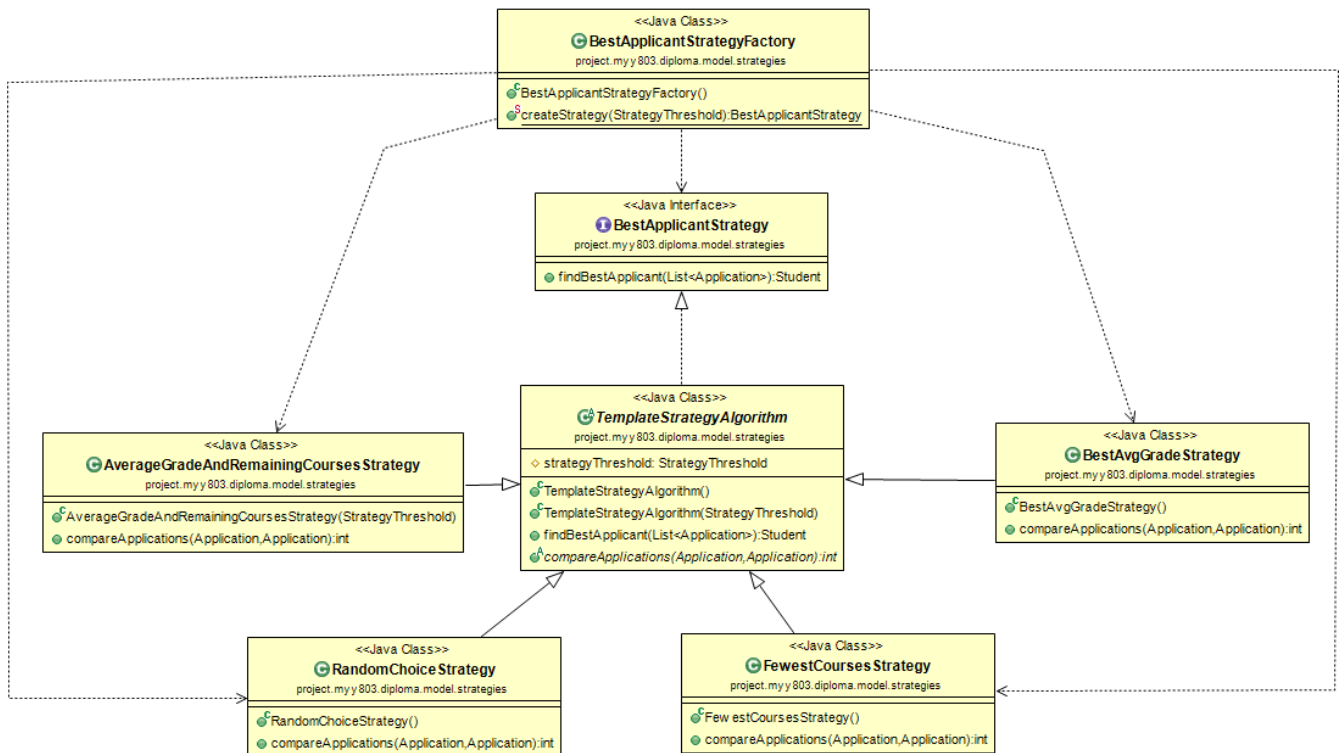 <<Java Class>>
BestApplicantStrategyFactory
project.myy803.diploma.model.strategies
BestApplicantStrategyFactory()
createStrategy(StrategyThreshold):BestApplicantStrategy
<<Java Interface>>
BestApplicantStrategy
project.myy803.diploma.model.strategies
findBestApplicant(List<Application>):Student
<<Java Class>>
AverageGradeAndRemainingCoursesStrategy
project.myy803.diploma.model.strategies
AverageGradeAndRemainingCoursesStrategy(StrategyThreshold)
compareApplications(Application,Application):int
<<Java Class>>
TemplateStrategyAlgorithm
project.myy803.diploma.model.strategies
strategyThreshold: StrategyThreshold
TemplateStrategyAlgorithm()
TemplateStrategyAlgorithm(StrategyThreshold)
findBestApplicant(List<Application>):Student
compareApplications(Application,Application):int
<<Java Class>>
BestAvgGradeStrategy
project.myy803.diploma.model.strategies
BestAvgGradeStrategy()
compareApplications(Application,Application):int
<<Java Class>>
RandomChoiceStrategy
project.myy803.diploma.model.strategies
RandomChoiceStrategy()
compareApplications(Application,Application):int
<<Java Class>>
FewestCoursesStrategy
project.myy803.diploma.model.strategies
FewestCoursesStrategy()
compareApplications(Application,Application):int